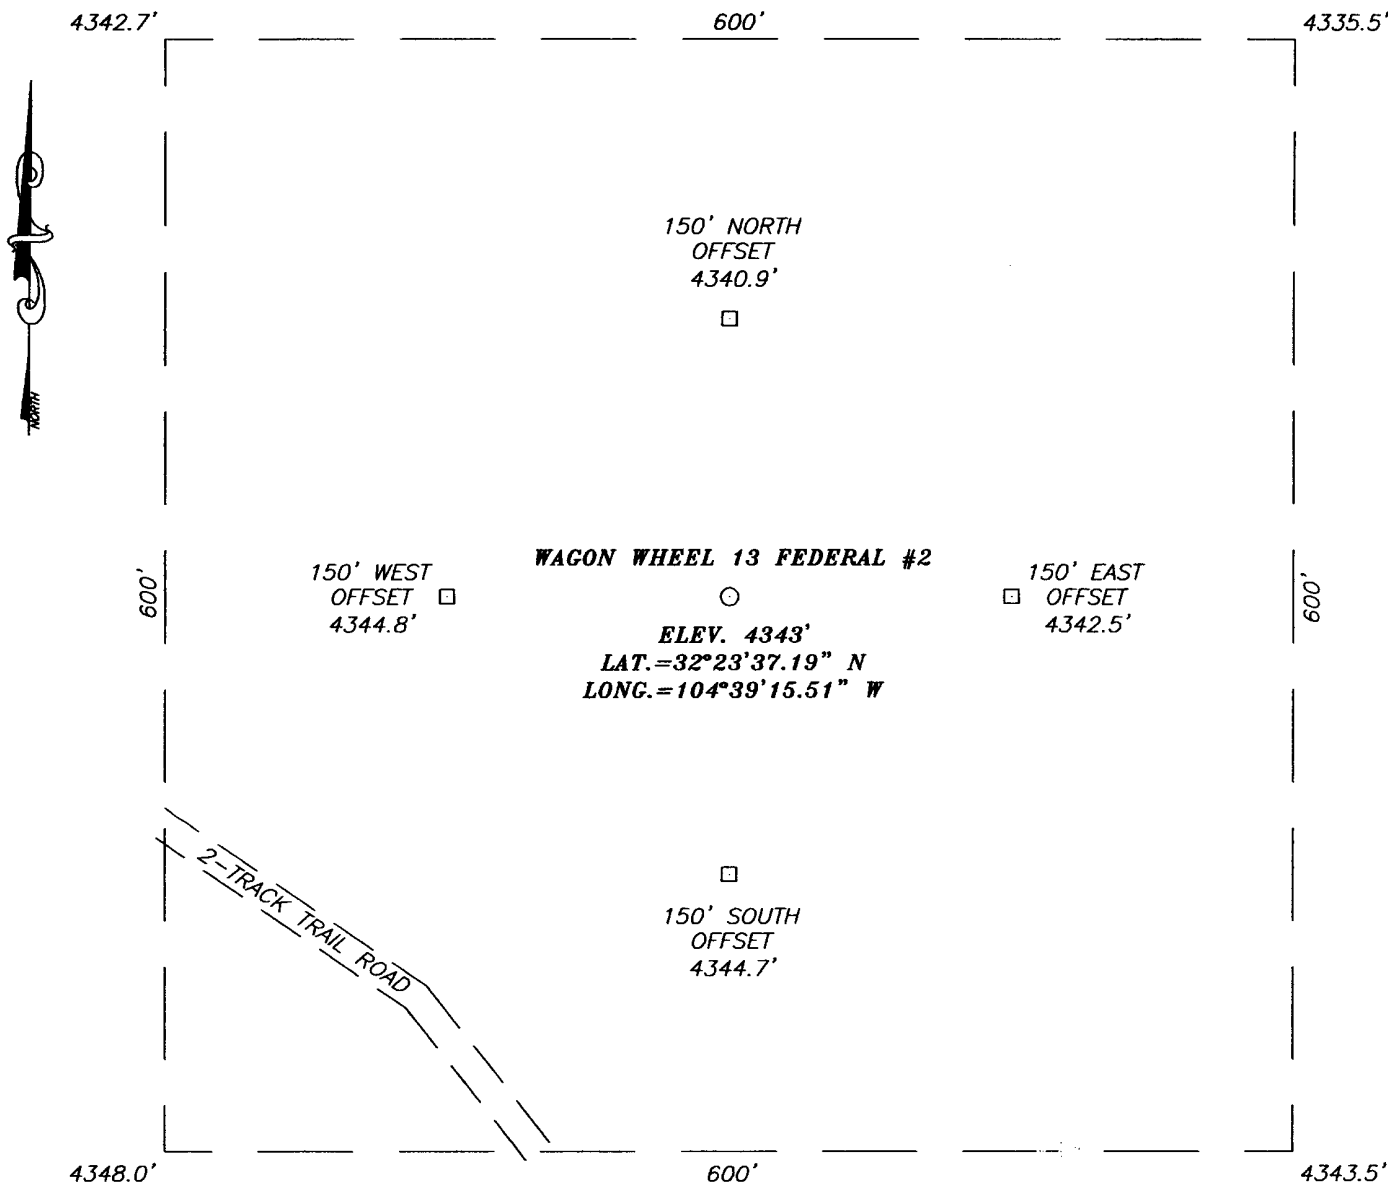 4342.7'
600'
4335.5'
NORTH
150' NORTH
OFFSET
4340.9'
600'
150' WEST
OFFSET
4344.8'
WAGON WHEEL 13 FEDERAL #2
ELEV. 4343'
LAT.=32°23'37.19" N
LONG.=104°39'15.51" W
150' EAST
OFFSET
4342.5'
600'
2-TRACK TRAIL ROAD
150' SOUTH
OFFSET
4344.7'
4348.0'
600'
4343.5'